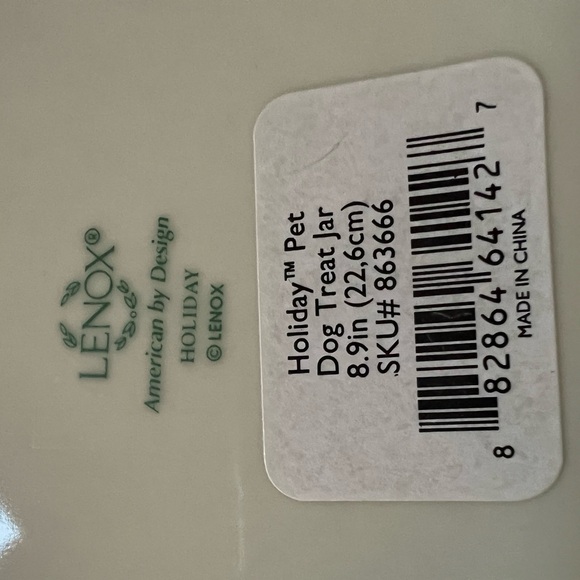 LENOX®
American by Design
HOLIDAY
© LENOX
Holiday™ Pet
Dog Treat Jar
8.9in (22,6cm)
SKU# 863666
8 82864 64142 7
MADE IN CHINA